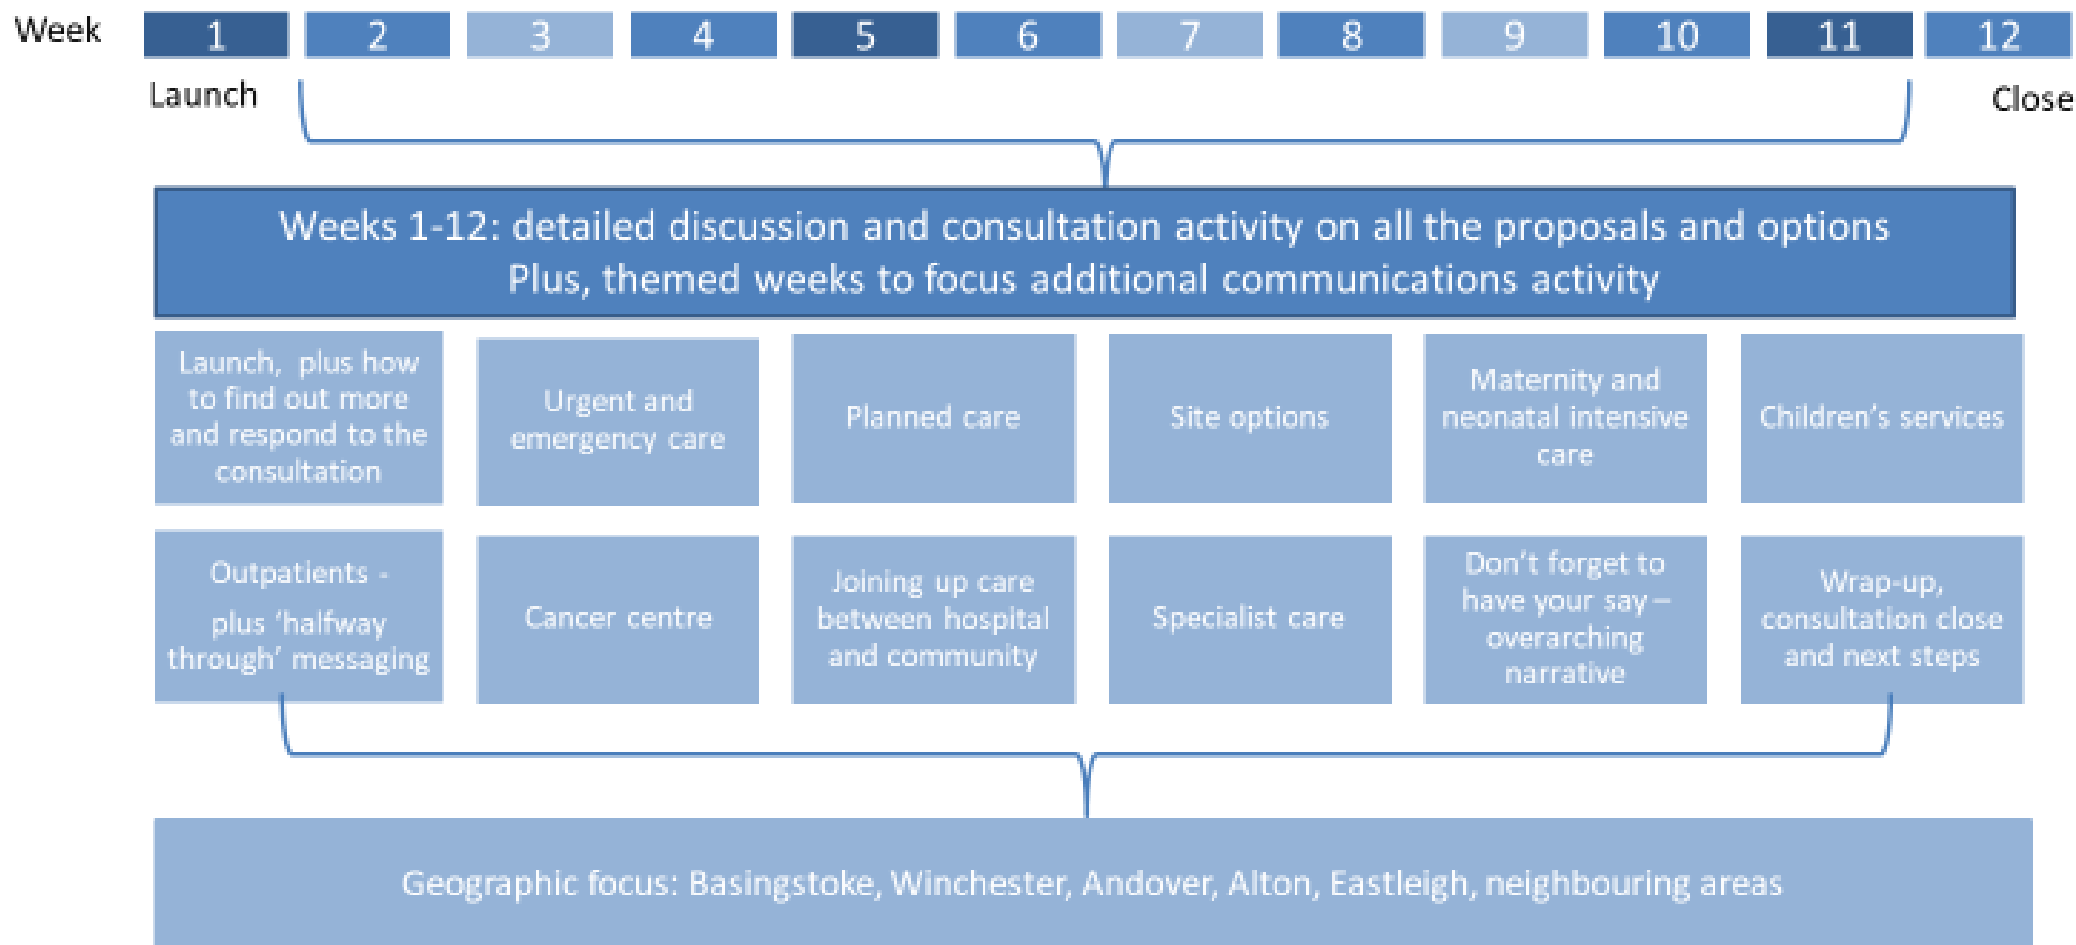 Week 1 2 3 4 5 6 7 8 9 10 11 12
Launch
Close
Weeks 1-12: detailed discussion and consultation activity on all the proposals and options
Plus, themed weeks to focus additional communications activity
Launch, plus how
to find out more
and respond to the
consultation
Urgent and
emergency care
Planned care
Site options
Maternity and
neonatal intensive
care
Children’s services
Outpatients -
plus ‘halfway
through’ messaging
Cancer centre
Joining up care
between hospital
and community
Specialist care
Don’t forget to
have your say –
overarching
narrative
Wrap-up,
consultation close
and next steps
Geographic focus: Basingstoke, Winchester, Andover, Alton, Eastleigh, neighbouring areas